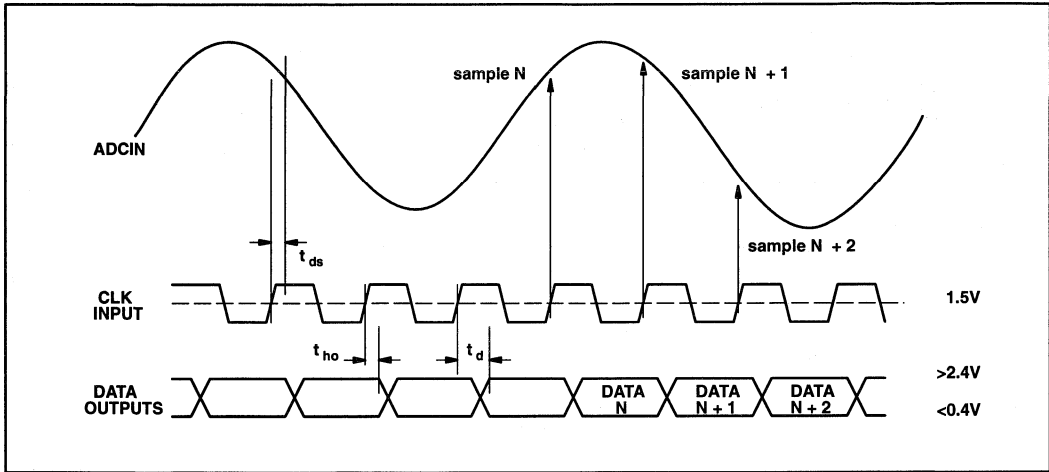 sample N
sample N + 1
ADCIN
sample N + 2
t ds
CLK
INPUT
1.5V
t ho
t d
>2.4V
DATA
OUTPUTS
DATA
N
DATA
N + 1
DATA
N + 2
<0.4V